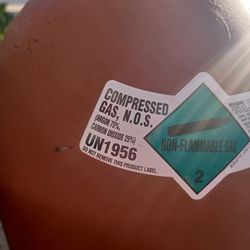 COMPRESSED
GAS, N.O.S.
(ARGON 75%,
CARBON DIOXIDE 25%)
UN1956
DO NOT REMOVE THIS PRODUCT LABEL.
NON-FLAMMABLE GAS
2